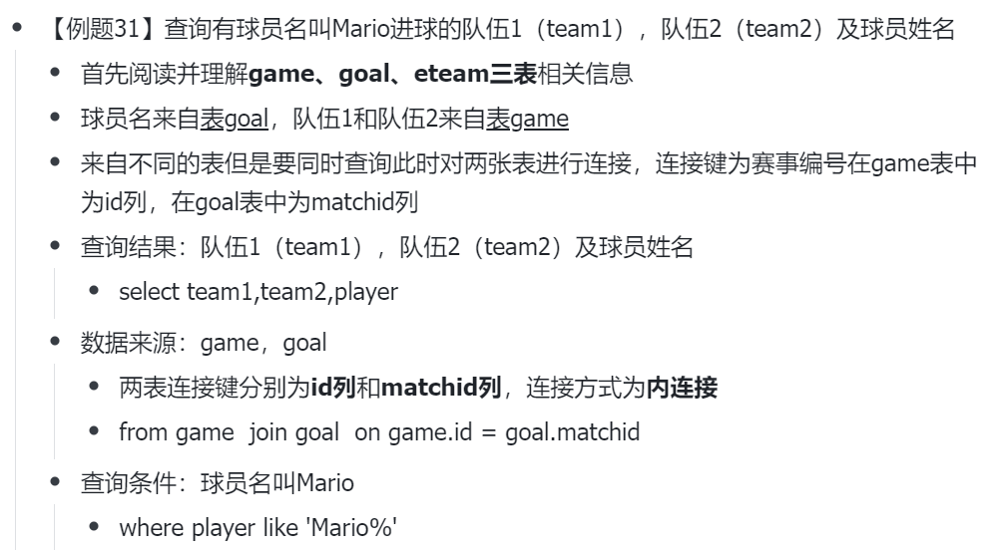 【例题31】查询有球员名叫Mario进球的队伍1（team1），队伍2（team2）及球员姓名
首先阅读并理解game、goal、eteam三表相关信息
球员名来自表goal，队伍1和队伍2来自表game
来自不同的表但是要同时查询此时对两张表进行连接，连接键为赛事编号在game表中
为id列，在goal表中为matchid列
查询结果：队伍1（team1），队伍2（team2）及球员姓名
select team1,team2,player
数据来源：game，goal
两表连接键分别为id列和matchid列，连接方式为内连接
from game  join goal  on game.id = goal.matchid
查询条件：球员名叫Mario
where player like 'Mario%'